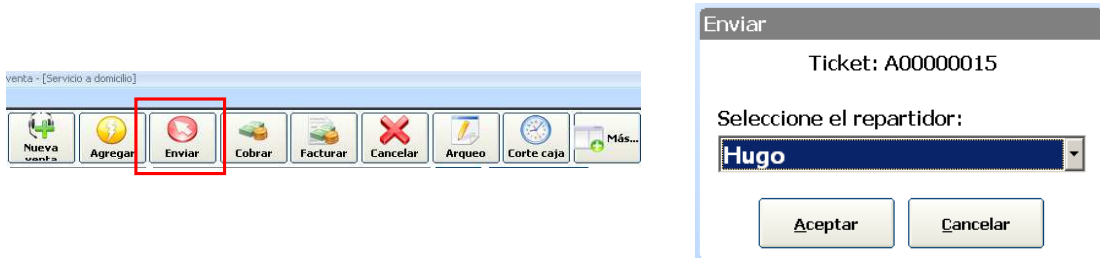 venta - [Servicio a domicilio]
Nueva venta
Agregar
Enviar
Cobrar
Facturar
Cancelar
Arqueo
Corte caja
Más...
Enviar
Ticket: A00000015
Seleccione el repartidor:
Hugo
Aceptar
Cancelar